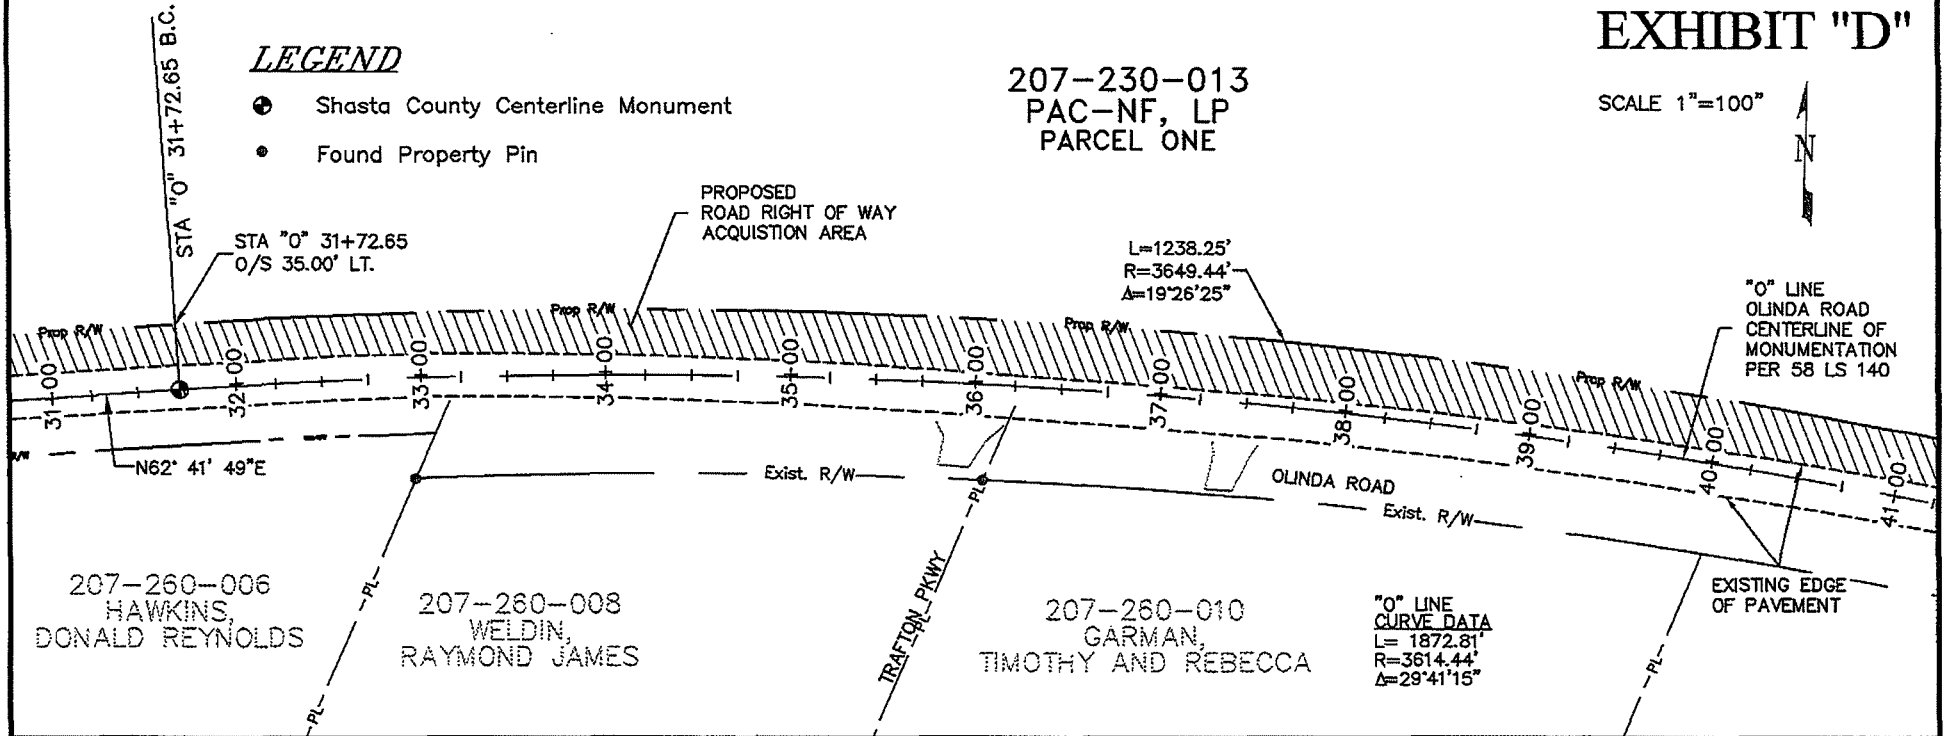 EXHIBIT "D"
SCALE 1"=100"
N
LEGEND
Shasta County Centerline Monument
Found Property Pin
STA "O" 31+72.65 B.C.
STA "O" 31+72.65
O/S 35.00' LT.
207-230-013
PAC-NF, LP
PARCEL ONE
PROPOSED
ROAD RIGHT OF WAY
ACQUISTION AREA
L=1238.25'
R=3649.44'
Δ=19°26'25"
"O" LINE
OLINDA ROAD
CENTERLINE OF
MONUMENTATION
PER 58 LS 140
Prop R/W
Prop R/W
Prop R/W
Prop R/W
31+00
32+00
33+00
34+00
35+00
36+00
37+00
38+00
39+00
40+00
41+00
R/W
N62° 41' 49"E
Exist. R/W
OLINDA ROAD
Exist. R/W
EXISTING EDGE
OF PAVEMENT
207-260-006
HAWKINS,
DONALD REYNOLDS
PL
PL
207-260-008
WELDIN,
RAYMOND JAMES
PL
PL
TRAFTON PKWY
207-260-010
GARMAN,
TIMOTHY AND REBECCA
"O" LINE
CURVE DATA
L= 1872.81'
R=3614.44'
Δ=29°41'15"
PL